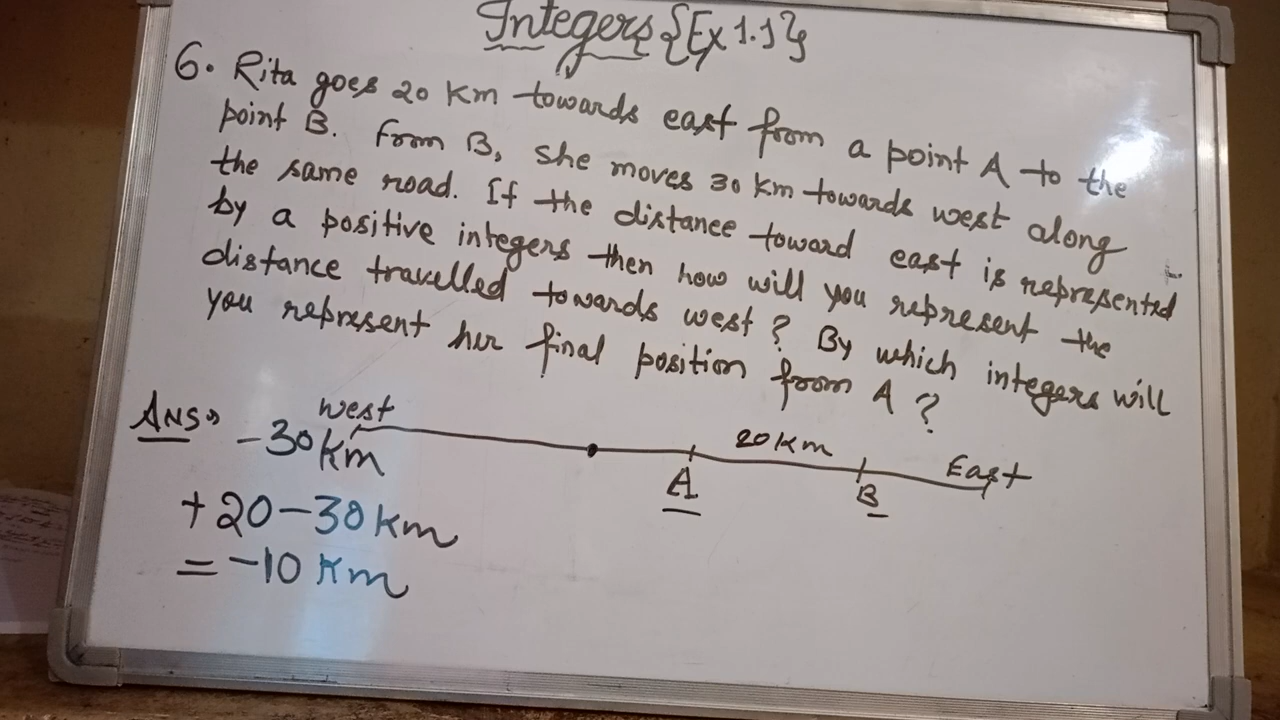 Integers {Ex 1.1}
6. Rita goes 20 Km towards east from a point A to the
point B. From B, she moves 30 Km towards west along
the same road. If the distance toward east is represented
by a positive integers then how will you represent the
distance travelled towards west? By which integers will
you represent her final position from A?
Ans→ -30 Km
west
20 Km
East
A
B
+20-30 Km
= -10 Km